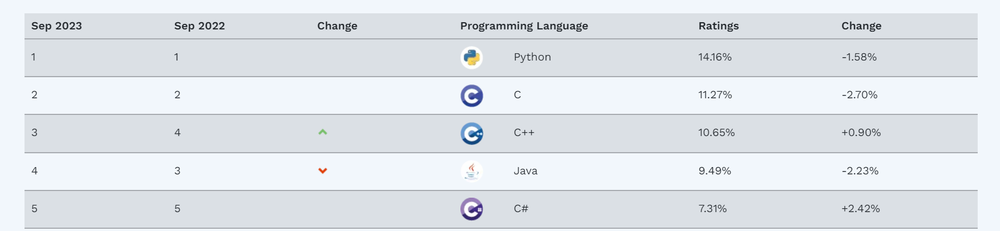 Sep 2023 Sep 2022 Change Programming Language Ratings Change
1 1 Python 14.16% -1.58%
2 2 C 11.27% -2.70%
3 4 C++ 10.65% +0.90%
4 3 Java 9.49% -2.23%
5 5 C# 7.31% +2.42%